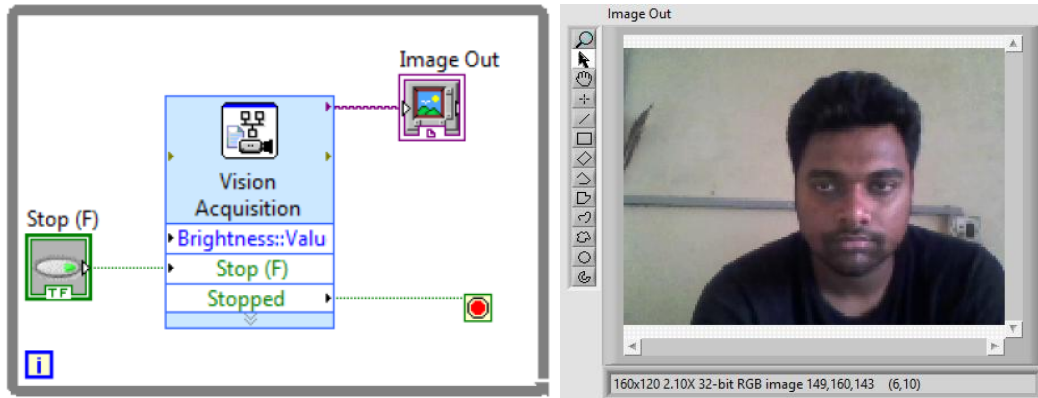 Image Out
Vision
Acquisition
Stop (F)
TF
Brightness::Valu
Stop (F)
Stopped
i
Image Out
160x120 2.10X 32-bit RGB image 149,160,143 (6,10)